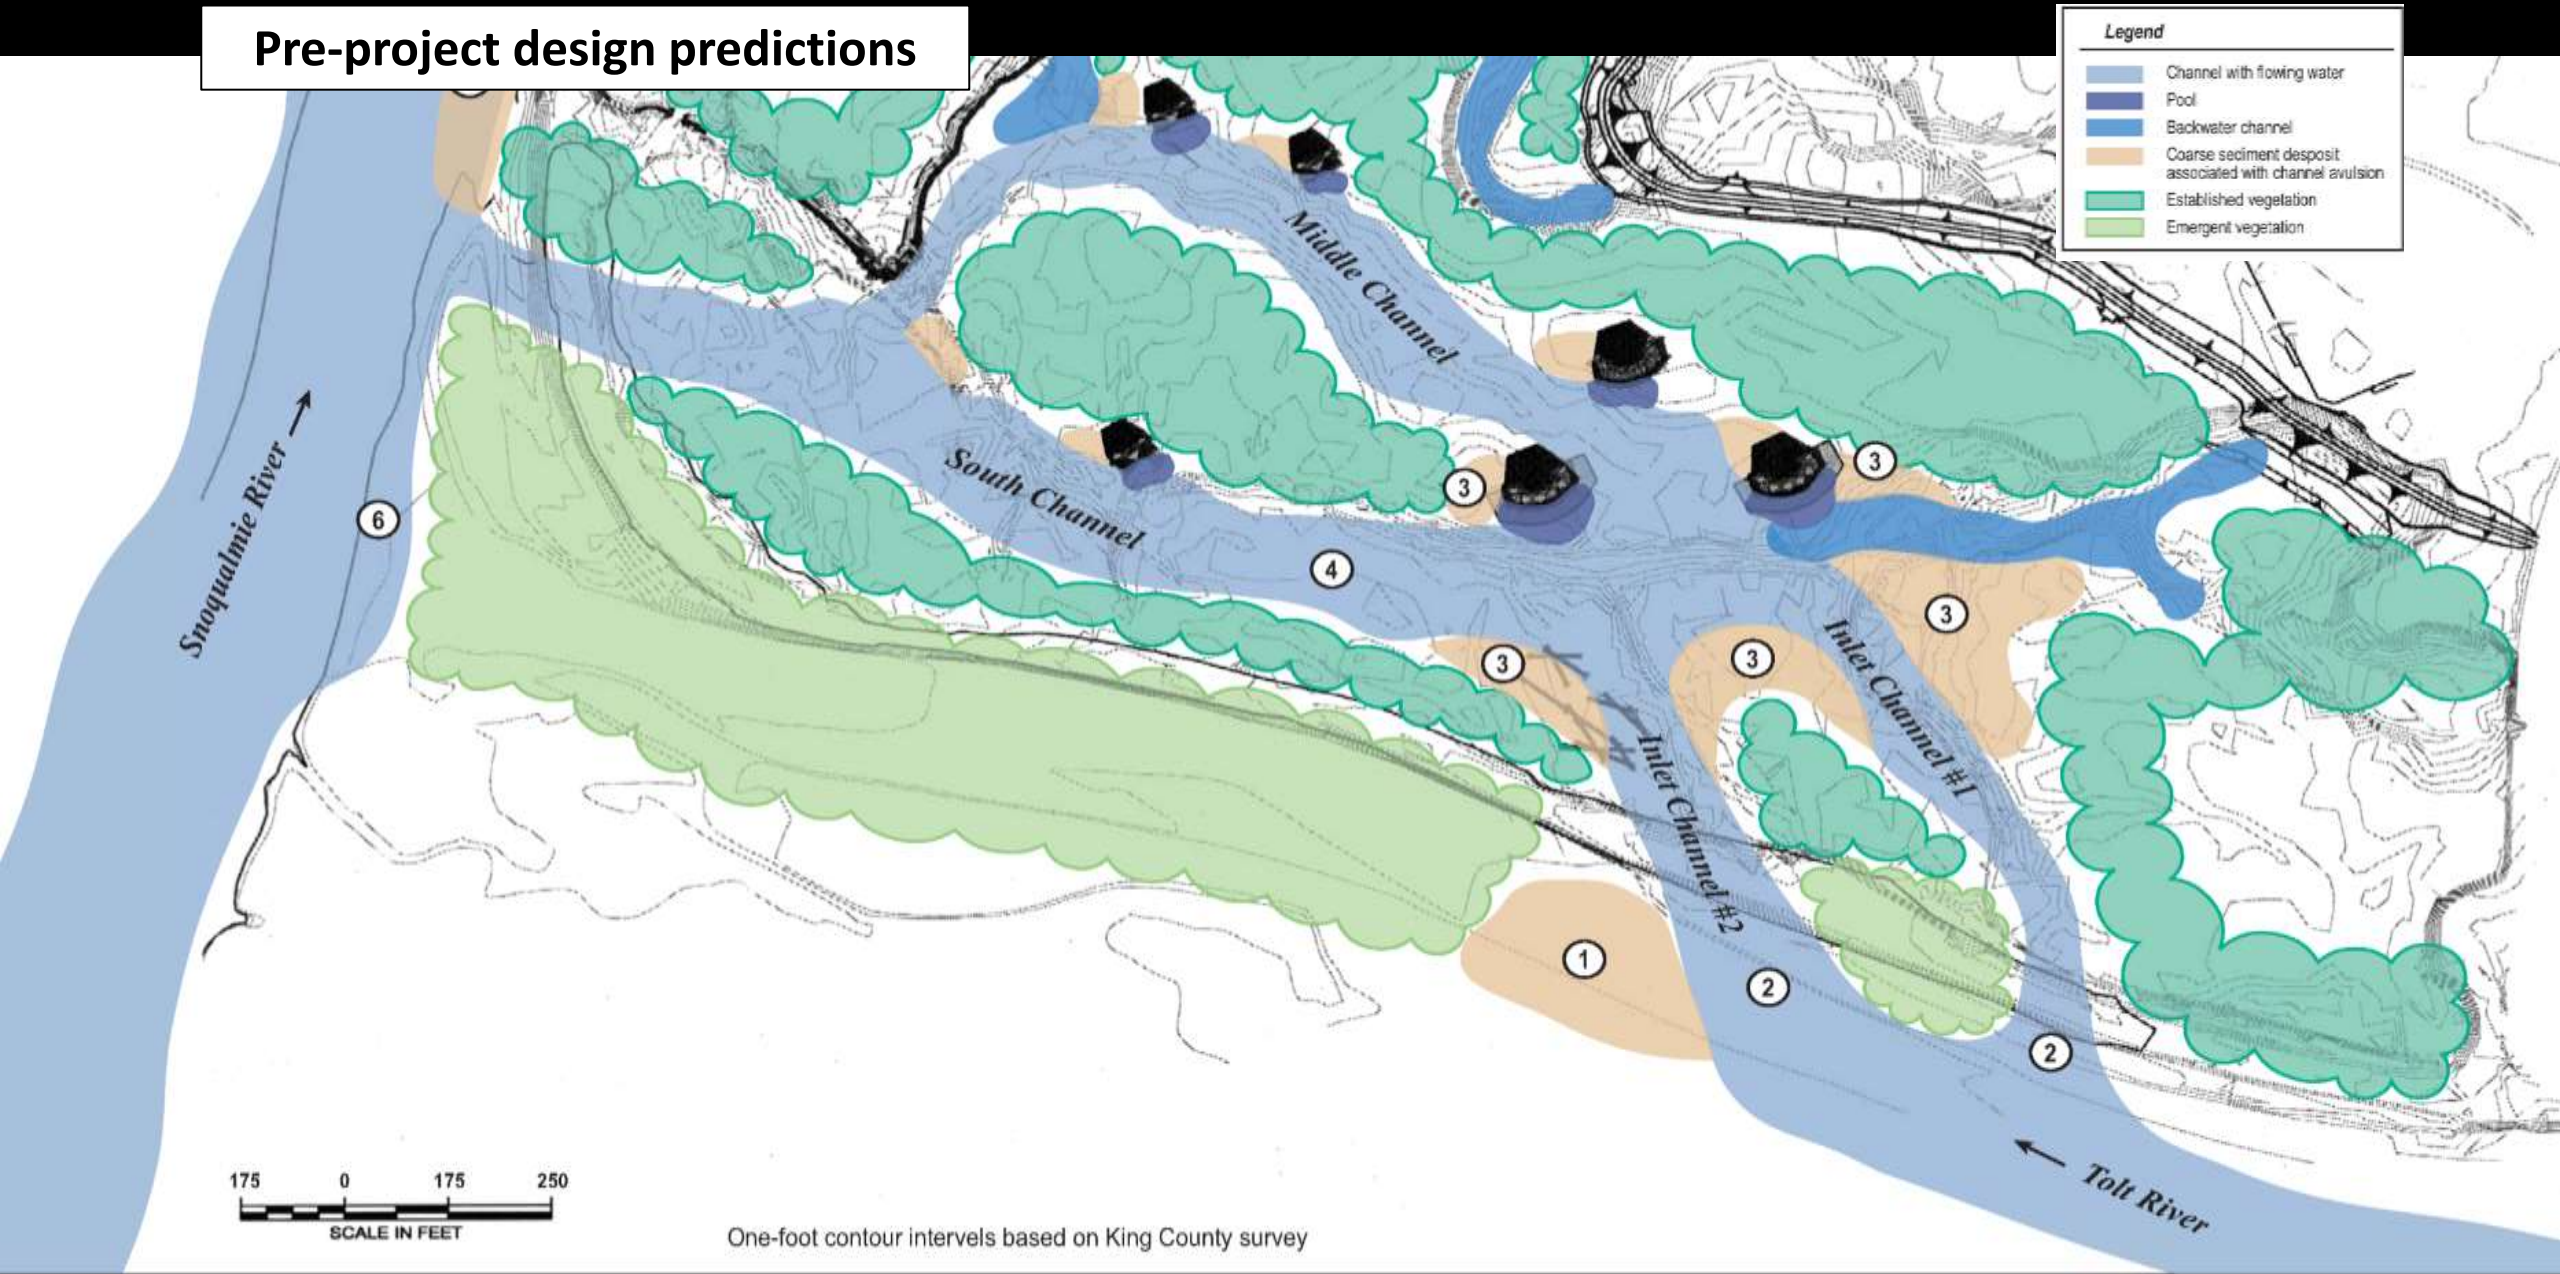 Pre-project design predictions
Legend
Channel with flowing water
Pool
Backwater channel
Coarse sediment desposit
associated with channel avulsion
Established vegetation
Emergent vegetation
Middle Channel
South Channel
Snoqualmie River
3
3
6
4
3
3
3
Inlet Channel #1
Inlet Channel #2
1
2
2
Tolt River
175 0 175 250
SCALE IN FEET
One-foot contour intervels based on King County survey